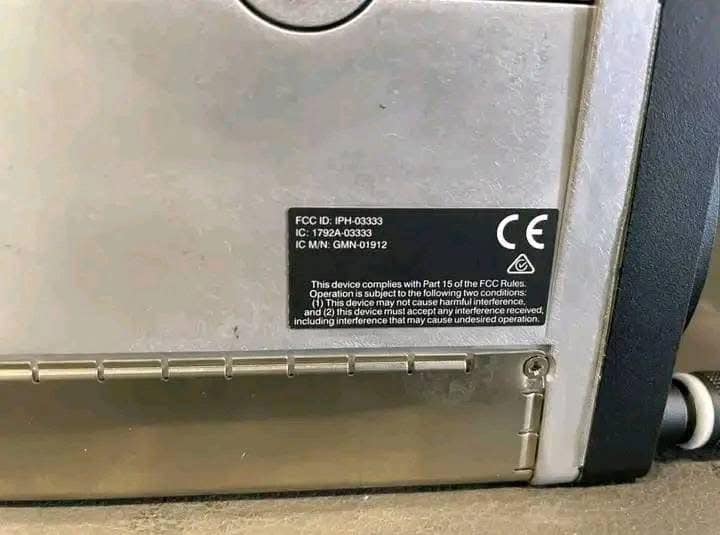 FCC ID: IPH-03333
IC: 1792A-03333
IC M/N: GMN-01912
CE
This device complies with Part 15 of the FCC Rules.
Operation is subject to the following two conditions:
(1) This device may not cause harmful interference,
and (2) this device must accept any interference received,
including interference that may cause undesired operation.